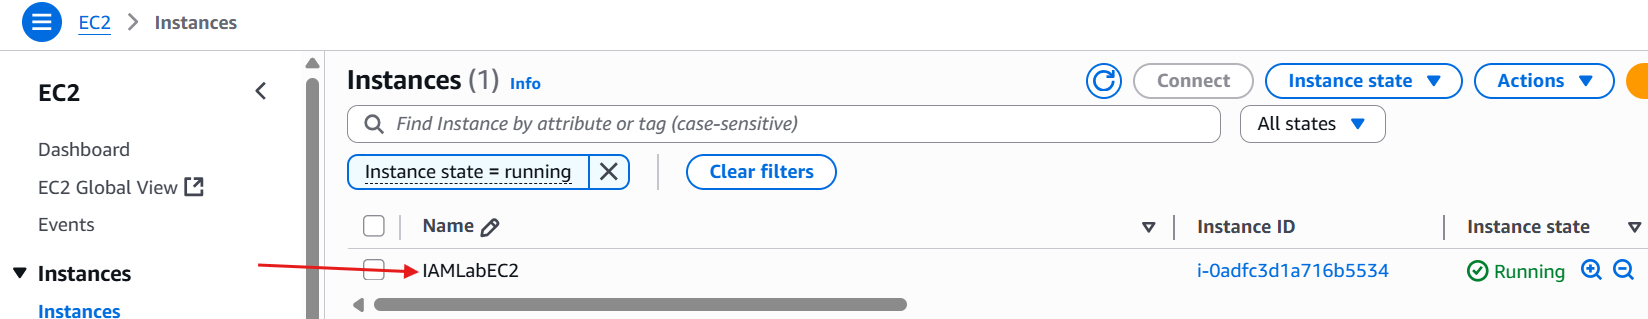 EC2 > Instances
EC2
Dashboard
EC2 Global View
Events
Instances
Instances
Instances (1) Info
Connect
Instance state
Actions
Find Instance by attribute or tag (case-sensitive)
All states
Instance state = running
Clear filters
Name
Instance ID
Instance state
IAMLabEC2
i-0adfc3d1a716b5534
Running